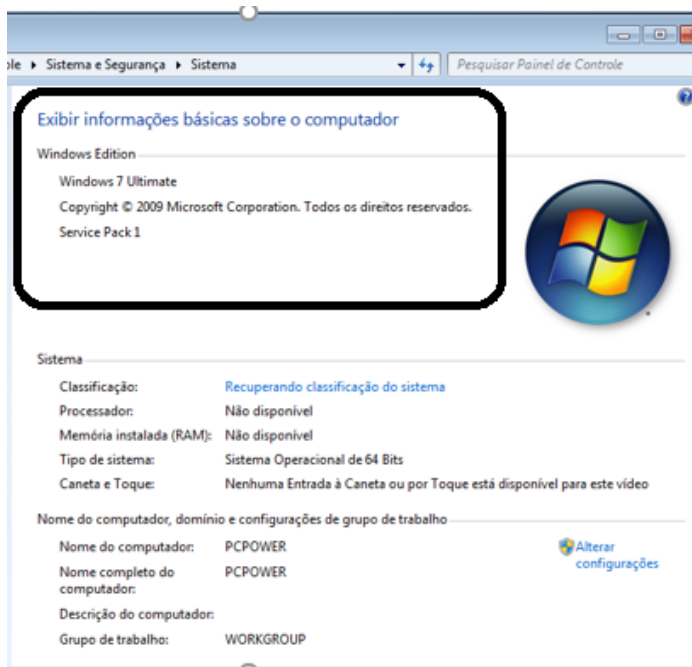 ole ▸ Sistema e Segurança ▸ Sistema
Pesquisar Painel de Controle
Exibir informações básicas sobre o computador
Windows Edition
Windows 7 Ultimate
Copyright © 2009 Microsoft Corporation. Todos os direitos reservados.
Service Pack 1
Sistema
Classificação: Recuperando classificação do sistema
Processador: Não disponível
Memória instalada (RAM): Não disponível
Tipo de sistema: Sistema Operacional de 64 Bits
Caneta e Toque: Nenhuma Entrada à Caneta ou por Toque está disponível para este vídeo
Nome do computador, domínio e configurações de grupo de trabalho
Nome do computador: PCPOWER
Alterar
configurações
Nome completo do
computador: PCPOWER
Descrição do computador:
Grupo de trabalho: WORKGROUP